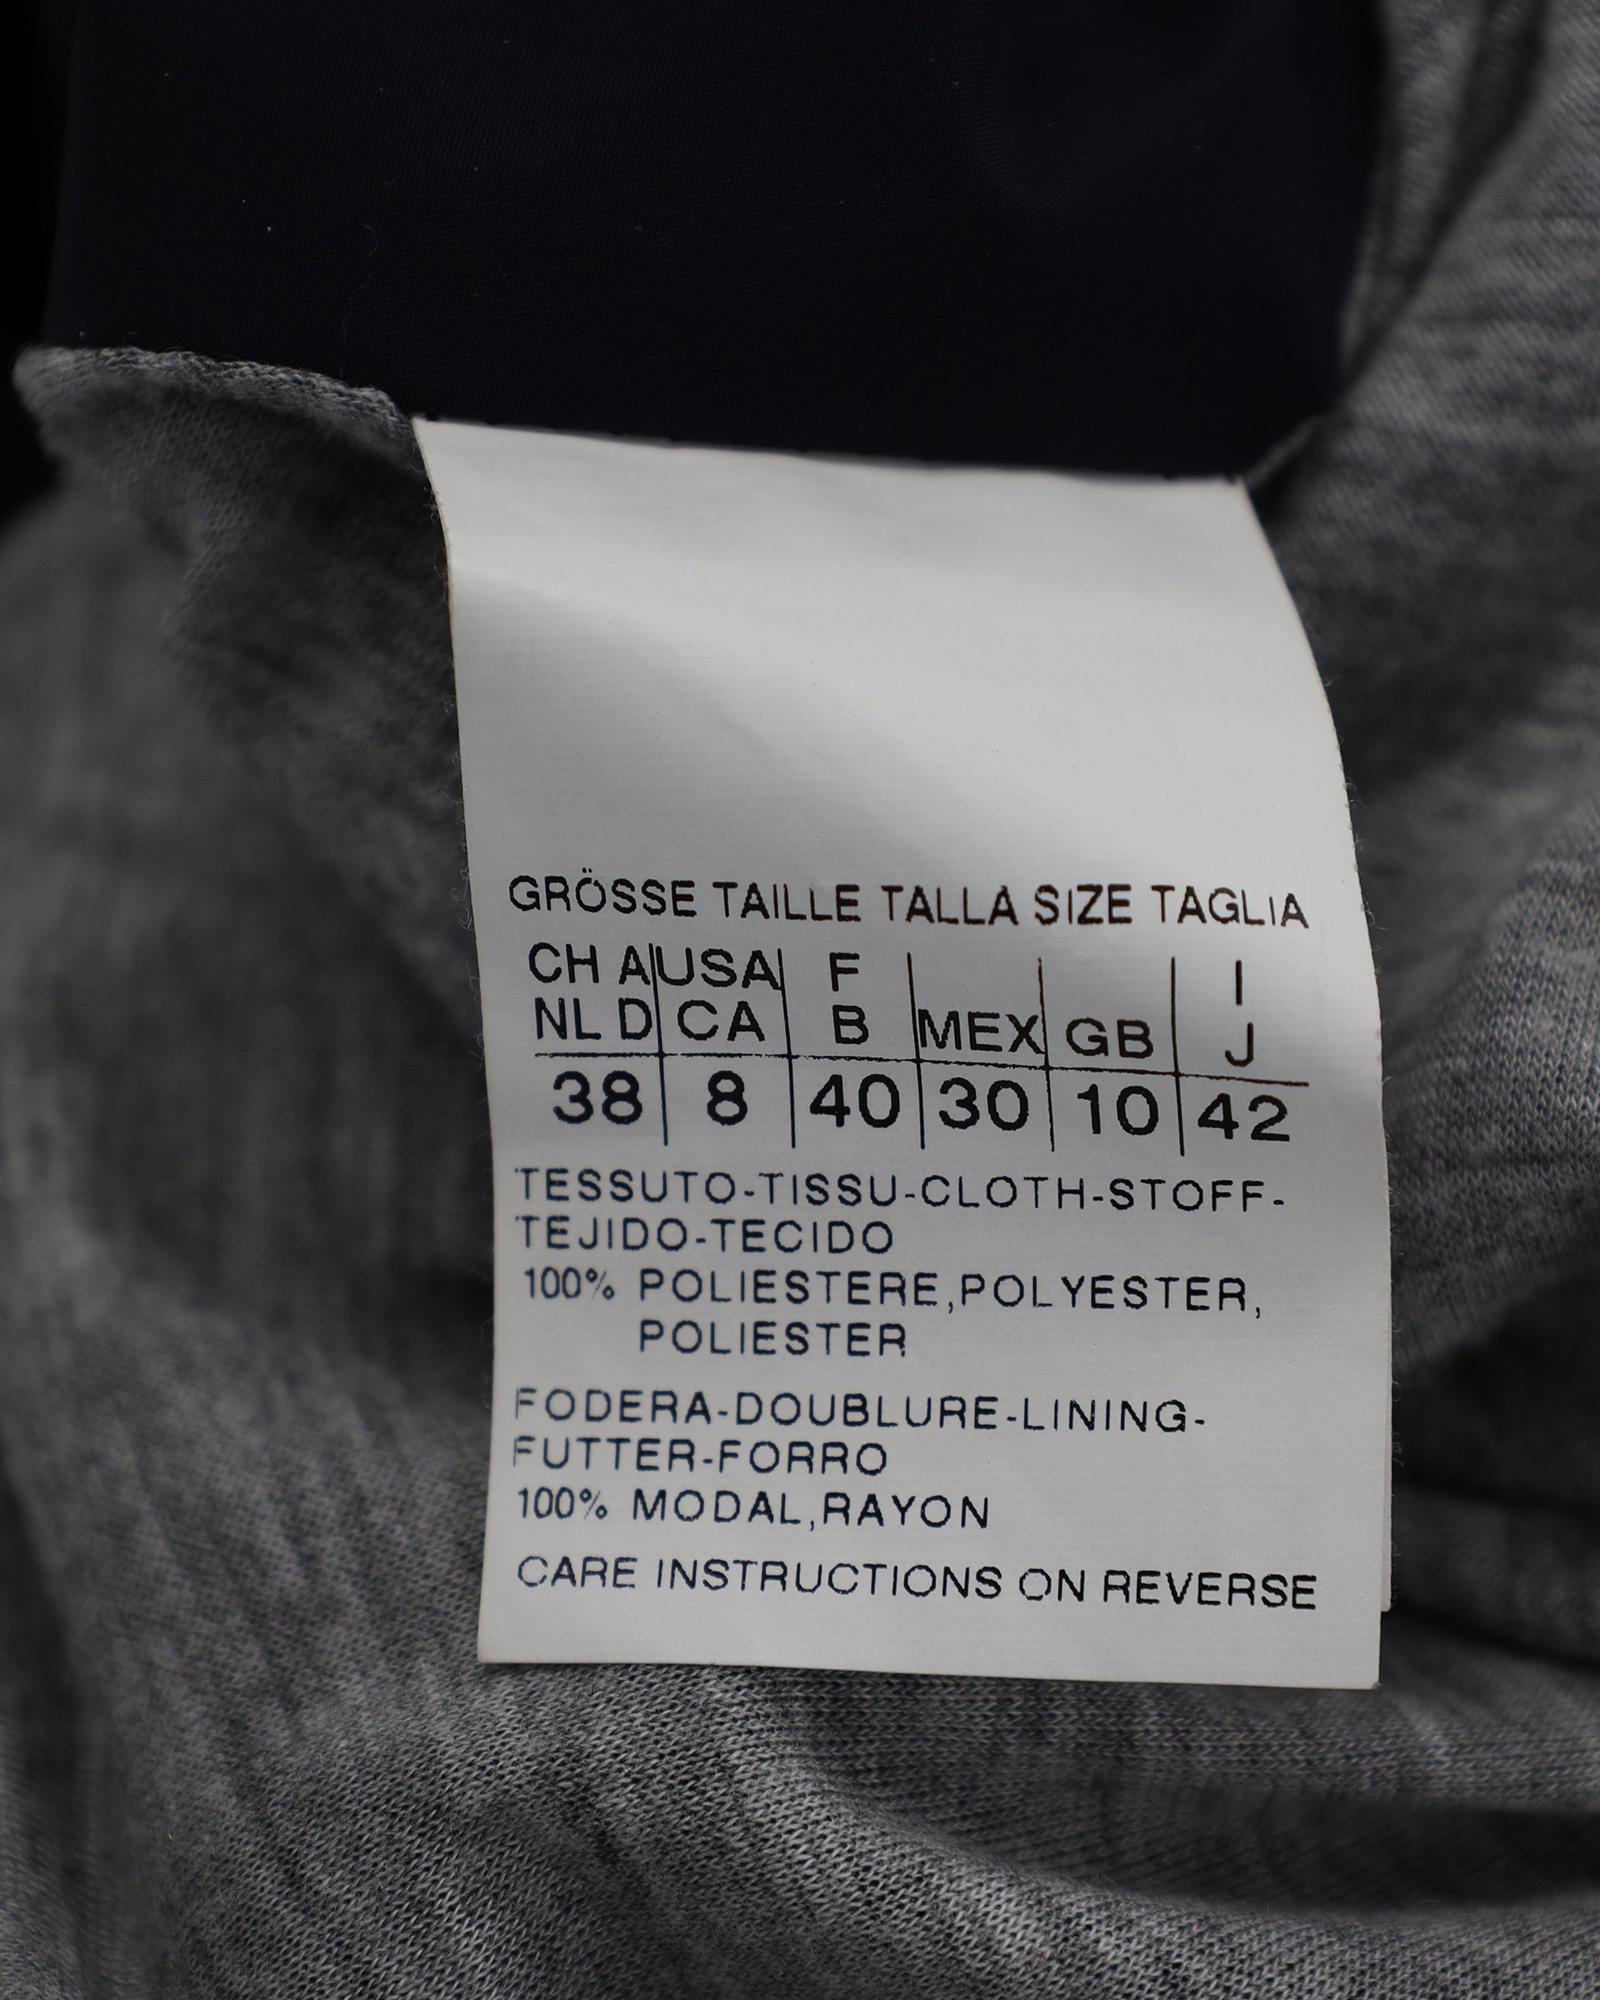 GRÖSSE TAILLE TALLA SIZE TAGLIA
CH A USA F I
NL D CA B MEX GB J
38 8 40 30 10 42
TESSUTO-TISSU-CLOTH-STOFF-
TEJIDO-TECIDO
100% POLIESTERE,POLYESTER,
POLIESTER
FODERA-DOUBLURE-LINING-
FUTTER-FORRO
100% MODAL,RAYON
CARE INSTRUCTIONS ON REVERSE